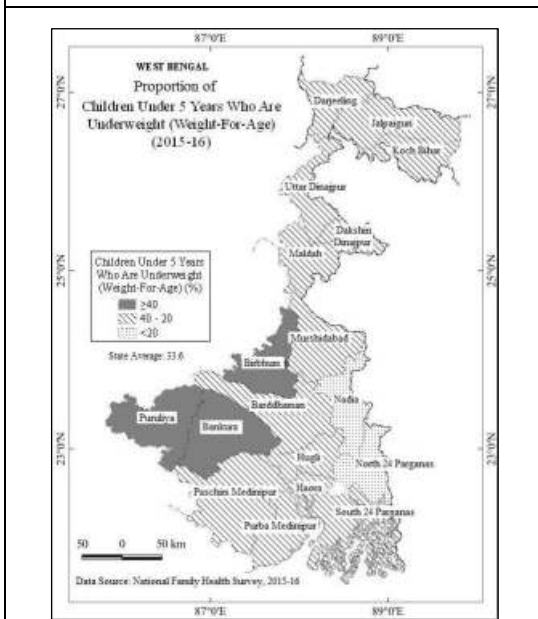 87°0'E 89°0'E
WEST BENGAL
Proportion of
Children Under 5 Years Who Are
Underweight (Weight-For-Age)
(2015-16)
27°0'N 27°0'N
Darjeeling
Jalpaiguri
Koch Bihar
Uttar Dinajpur
Dakshin
Dinajpur
Maldah
25°0'N 25°0'N
Children Under 5 Years
Who Are Underweight
(Weight-For-Age) (%)
≥40
40 - 20
<20
State Average: 33.6
Murshidabad
Birbhum
Barddhaman
Nadia
Puruliya
Bankura
23°0'N 23°0'N
Hugli
North 24 Parganas
Paschim Medinipur
Haora
South 24 Parganas
Purba Medinipur
50 0 50 km
Data Source: National Family Health Survey, 2015-16
87°0'E 89°0'E